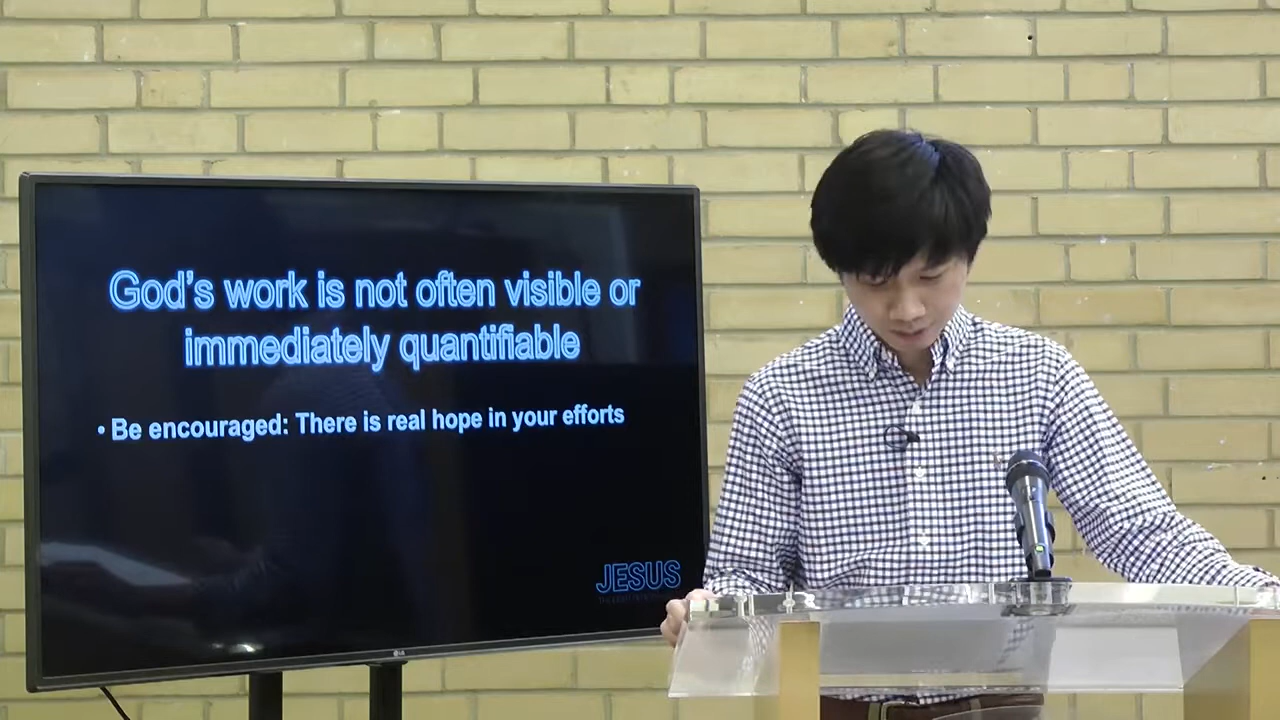 God's work is not often visible or
immediately quantifiable
• Be encouraged: There is real hope in your efforts
JESUS
LG